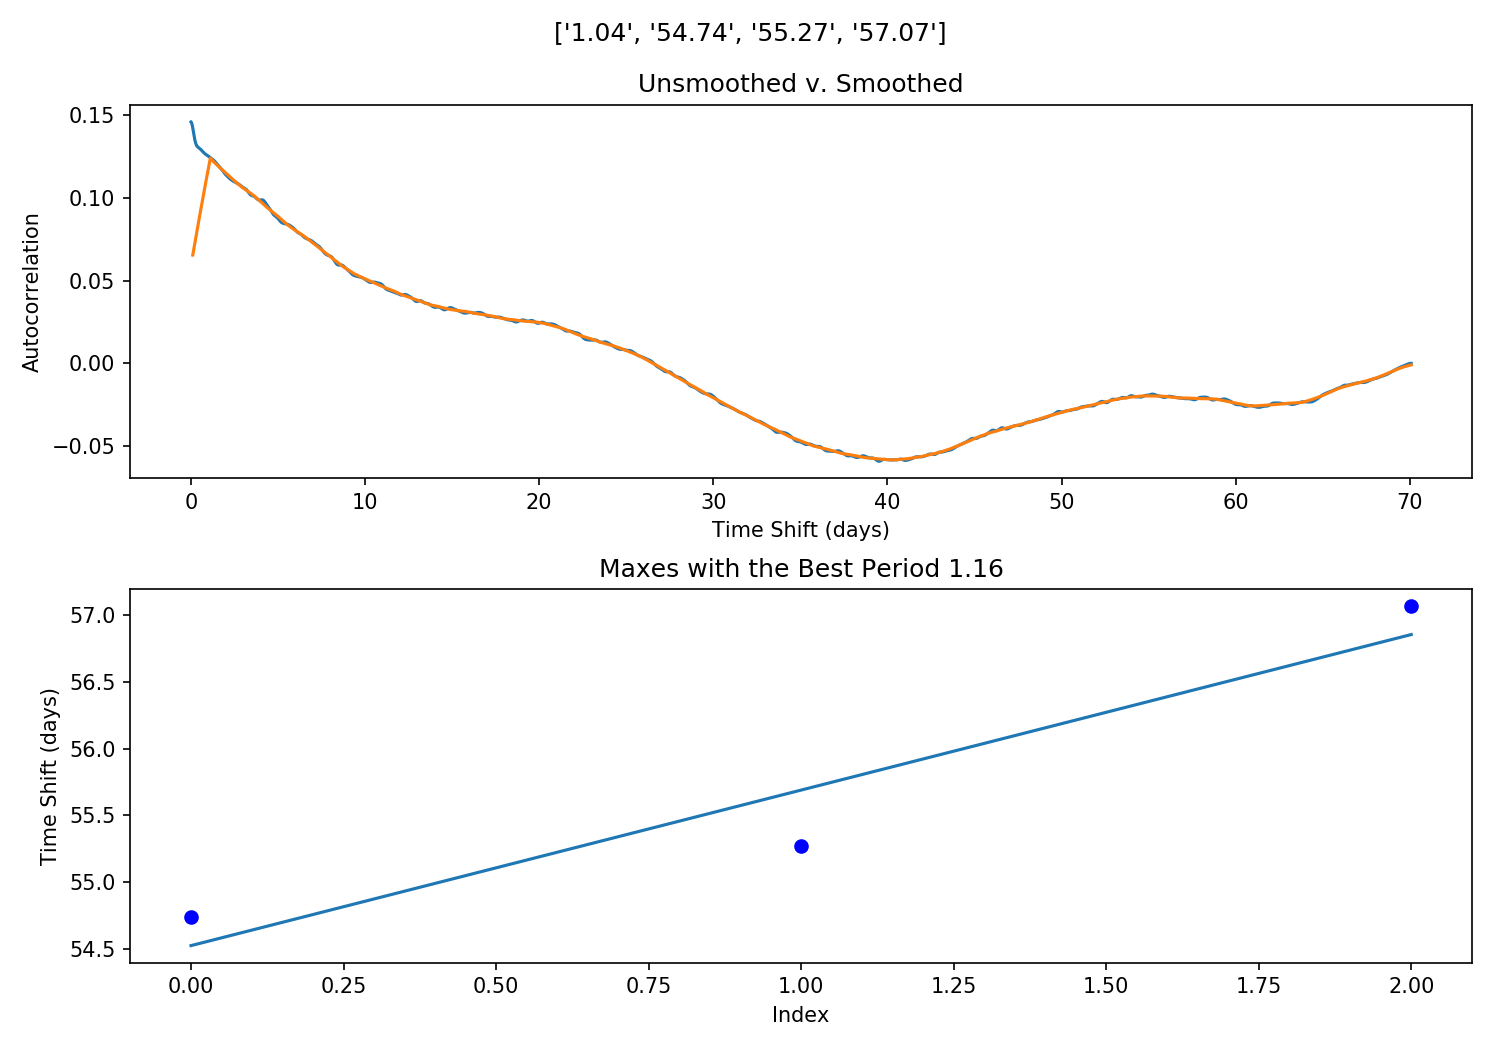 ['1.04', '54.74', '55.27', '57.07']
Unsmoothed v. Smoothed
0.15
0.10
0.05
0.00
−0.05
Autocorrelation
0 10 20 30 40 50 60 70
Time Shift (days)
Maxes with the Best Period 1.16
57.0
56.5
56.0
55.5
55.0
54.5
Time Shift (days)
0.00 0.25 0.50 0.75 1.00 1.25 1.50 1.75 2.00
Index